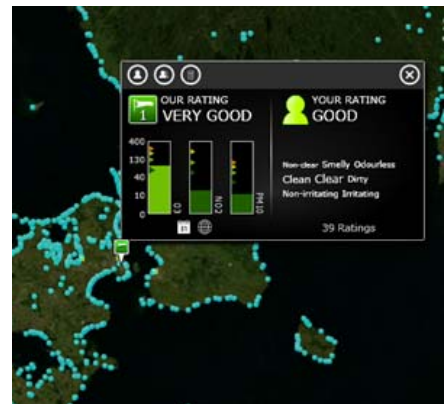 OUR RATING
1 VERY GOOD
YOUR RATING
GOOD
400
130
40
10
0
O3
NO2
PM10
Non-clear Smelly Odourless
Clean Clear Dirty
Non-irritating Irritating
39 Ratings